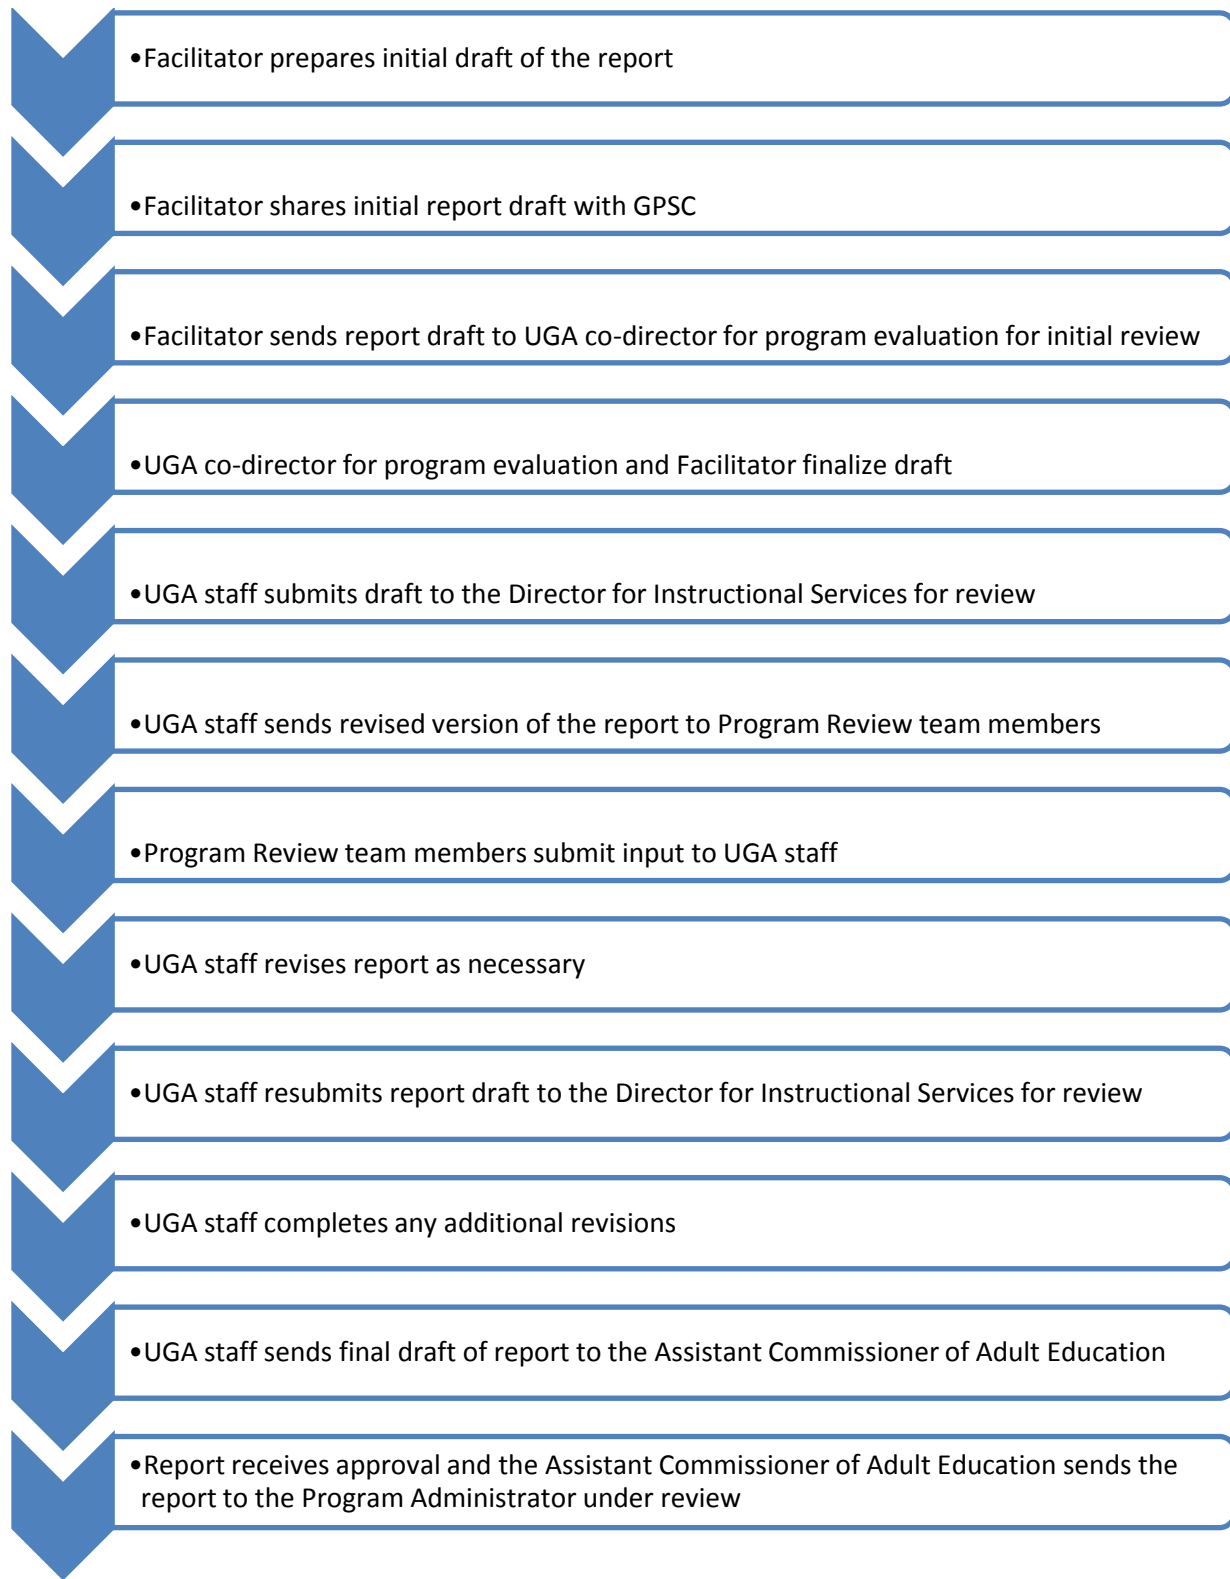 •Facilitator prepares initial draft of the report
•Facilitator shares initial report draft with GPSC
•Facilitator sends report draft to UGA co-director for program evaluation for initial review
•UGA co-director for program evaluation and Facilitator finalize draft
•UGA staff submits draft to the Director for Instructional Services for review
•UGA staff sends revised version of the report to Program Review team members
•Program Review team members submit input to UGA staff
•UGA staff revises report as necessary
•UGA staff resubmits report draft to the Director for Instructional Services for review
•UGA staff completes any additional revisions
•UGA staff sends final draft of report to the Assistant Commissioner of Adult Education
•Report receives approval and the Assistant Commissioner of Adult Education sends the
report to the Program Administrator under review